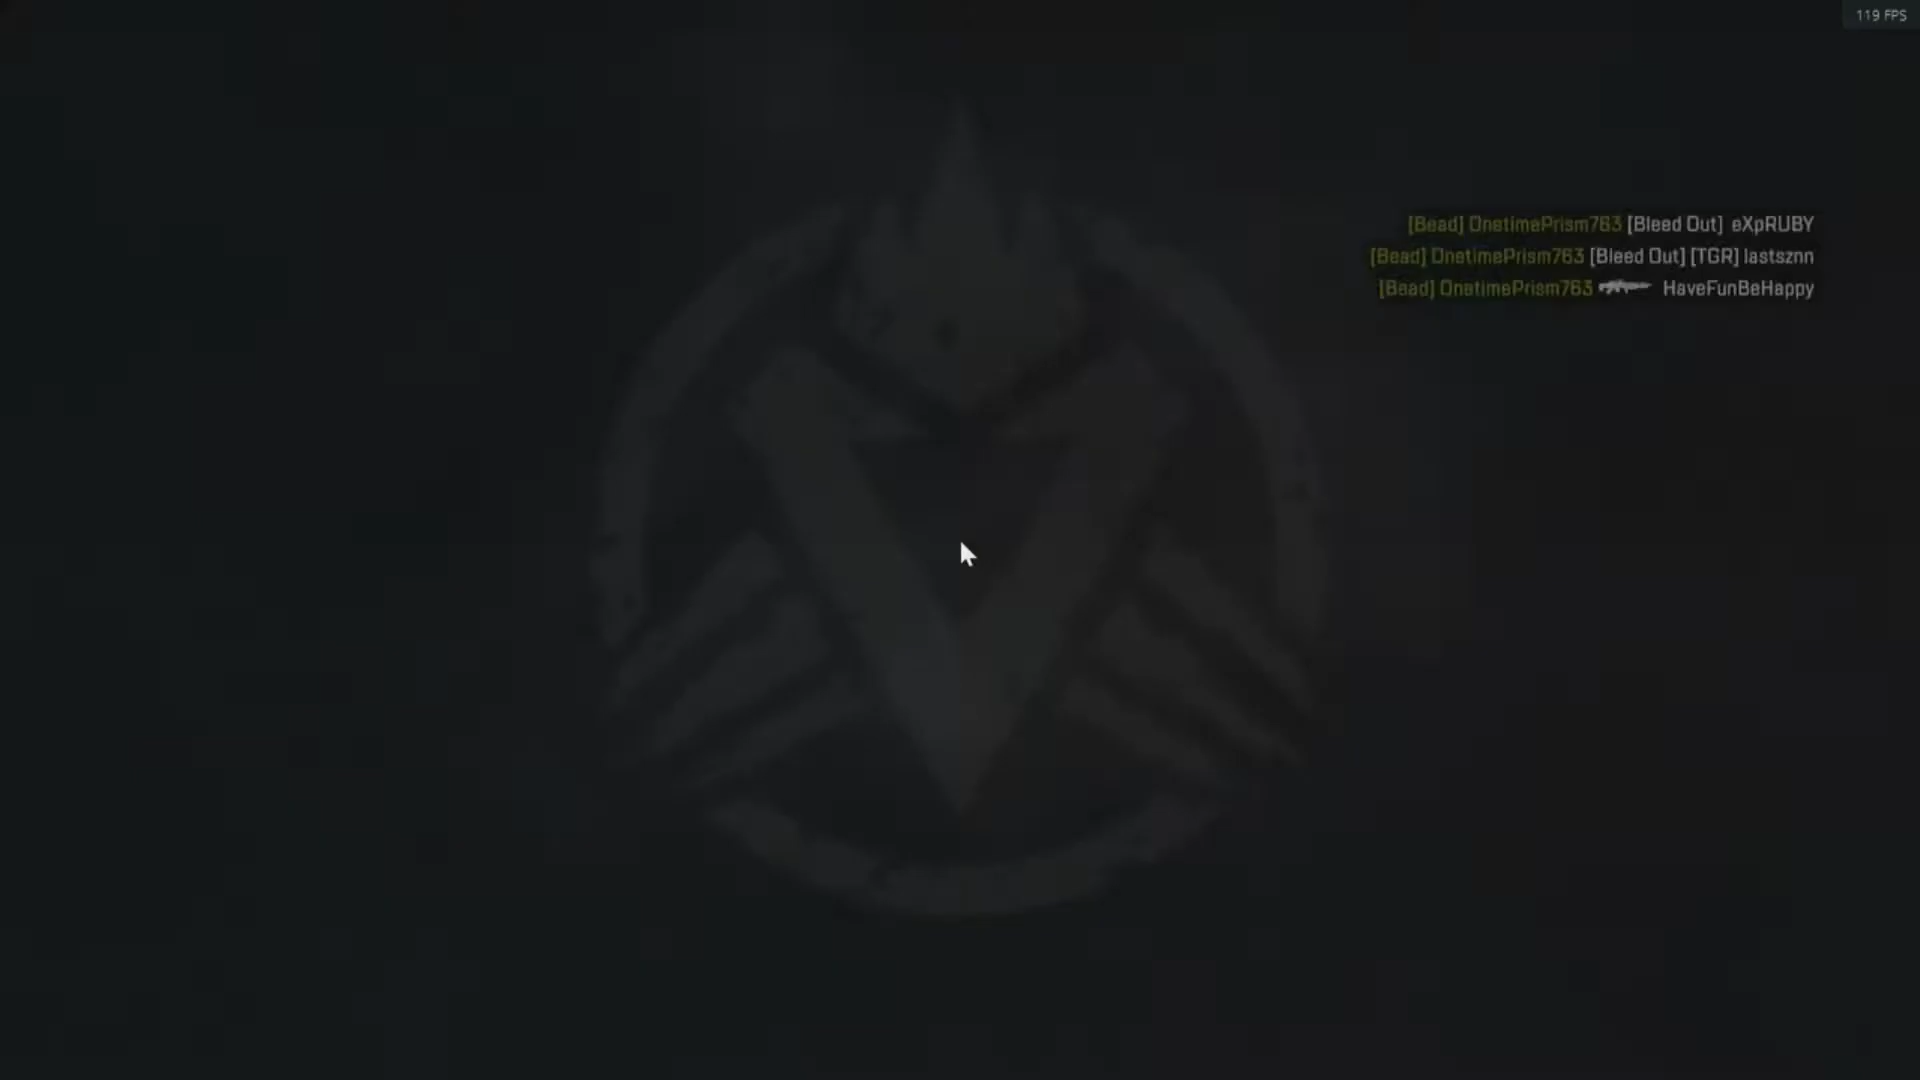 119 FPS
[Bead] OnetimePrism763 [Bleed Out] eXpRUBY
[Bead] OnetimePrism763 [Bleed Out] [TGR] lastsznn
[Bead] OnetimePrism763 HaveFunBeHappy